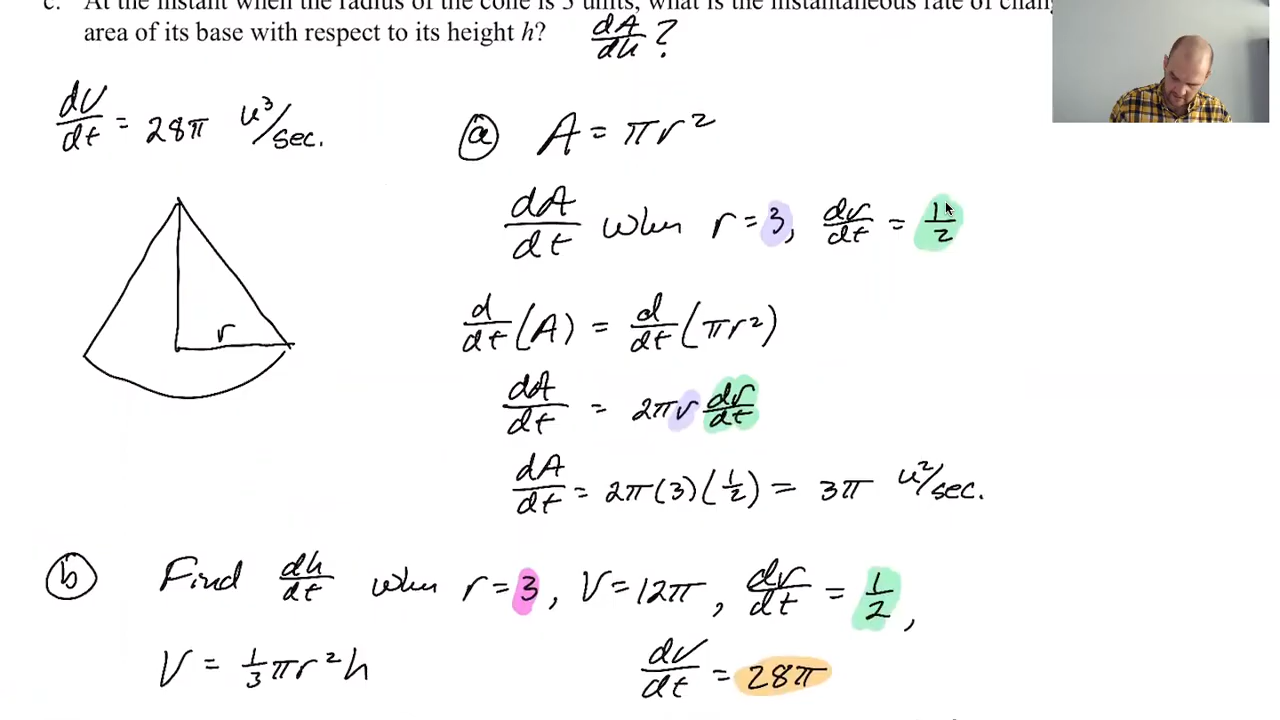 c. At the instant when the radius of the cone is 3 units, what is the instantaneous rate of chang
area of its base with respect to its height h? dA/dh ?
dV/dt = 28π u³/sec.
r
ⓐ A = πr²
dA/dt when r = 3, dr/dt = 1/2
d/dt (A) = d/dt (πr²)
dA/dt = 2πr dr/dt
dA/dt = 2π(3)(1/2) = 3π u²/sec.
ⓑ Find dh/dt when r = 3, V = 12π, dr/dt = 1/2,
V = 1/3 πr²h dV/dt = 28π